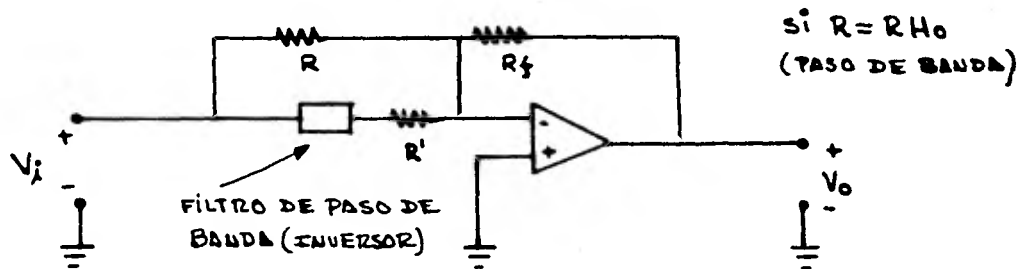 Si R = RHo
(PASO DE BANDA)
R
Rf
+
-
Vi
R'
-
+
+
-
Vo
FILTRO DE PASO DE
BANDA (INVERSOR)